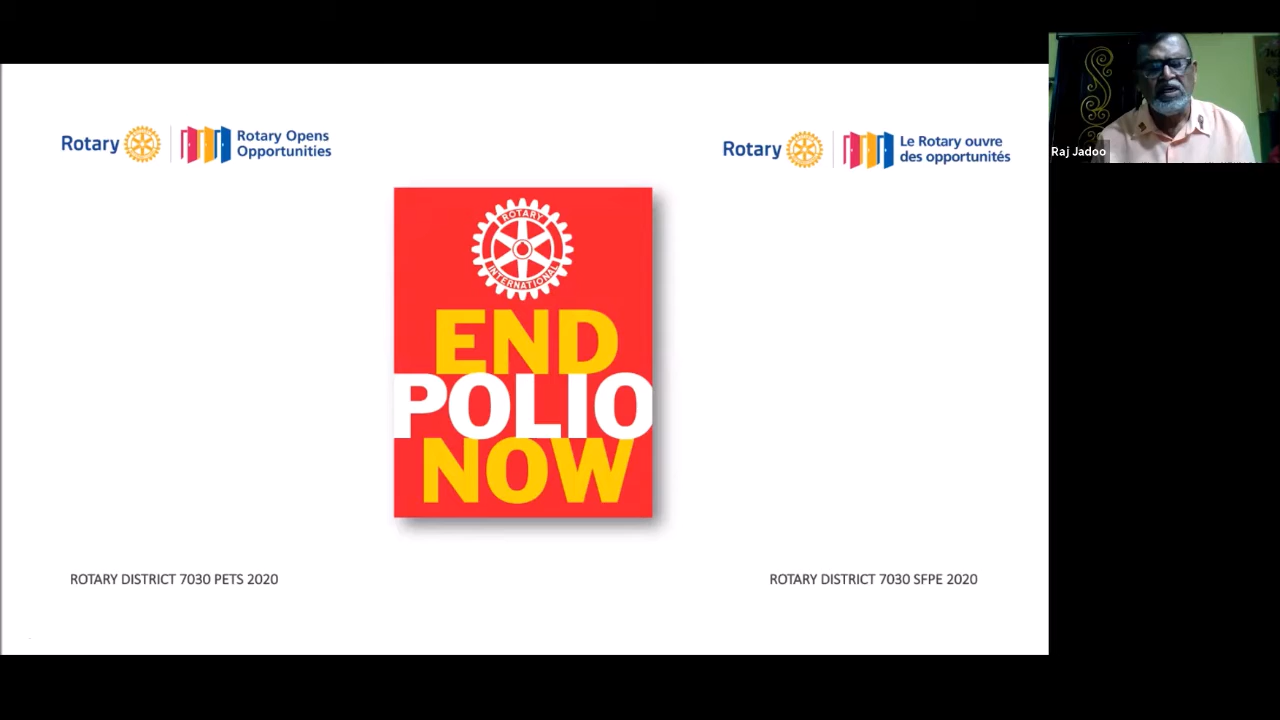 Rotary
Rotary Opens
Opportunities
Rotary
Le Rotary ouvre
des opportunités
Raj Jadoo
ROTARY
INTERNATIONAL
END
POLIO
NOW
ROTARY DISTRICT 7030 PETS 2020
ROTARY DISTRICT 7030 SFPE 2020